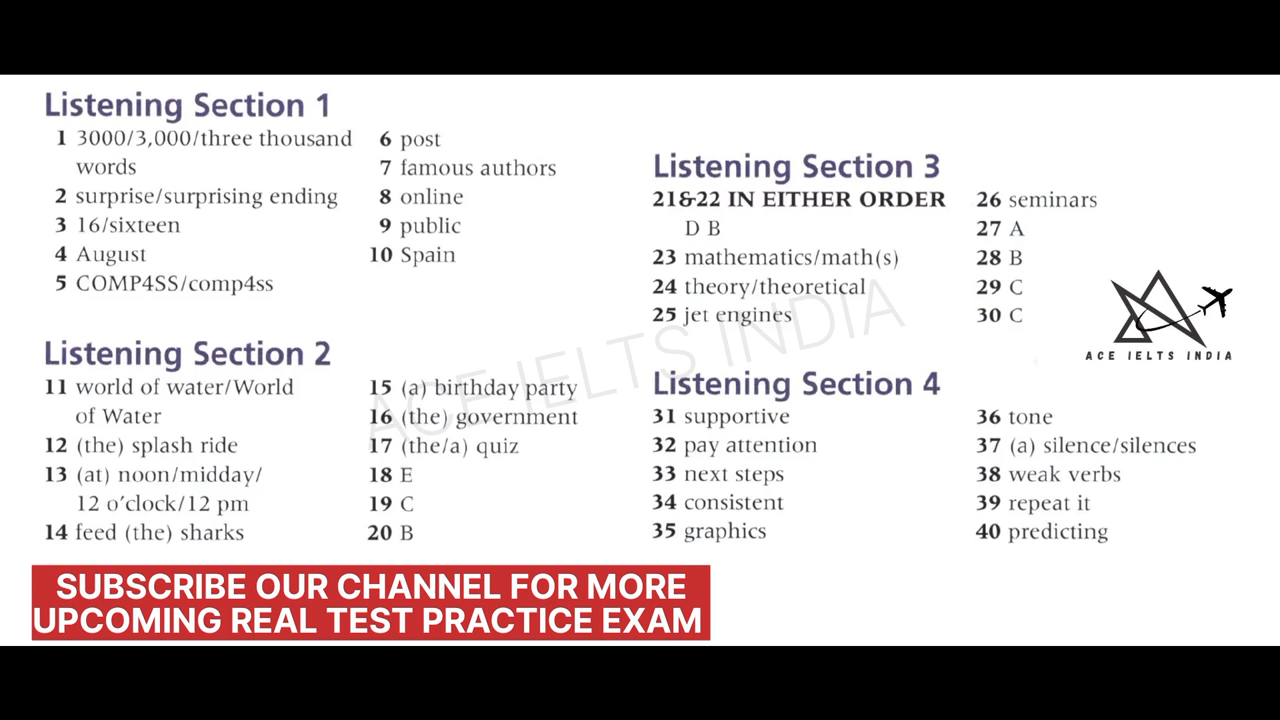 Listening Section 1
1 3000/3,000/three thousand
words
2 surprise/surprising ending
3 16/sixteen
4 August
5 COMP4SS/comp4ss
6 post
7 famous authors
8 online
9 public
10 Spain
Listening Section 2
11 world of water/World
of Water
12 (the) splash ride
13 (at) noon/midday/
12 o'clock/12 pm
14 feed (the) sharks
15 (a) birthday party
16 (the) government
17 (the/a) quiz
18 E
19 C
20 B
Listening Section 3
21&22 IN EITHER ORDER
D B
23 mathematics/math(s)
24 theory/theoretical
25 jet engines
26 seminars
27 A
28 B
29 C
30 C
Listening Section 4
31 supportive
32 pay attention
33 next steps
34 consistent
35 graphics
36 tone
37 (a) silence/silences
38 weak verbs
39 repeat it
40 predicting
ACE IELTS INDIA
ACE IELTS INDIA
SUBSCRIBE OUR CHANNEL FOR MORE
UPCOMING REAL TEST PRACTICE EXAM